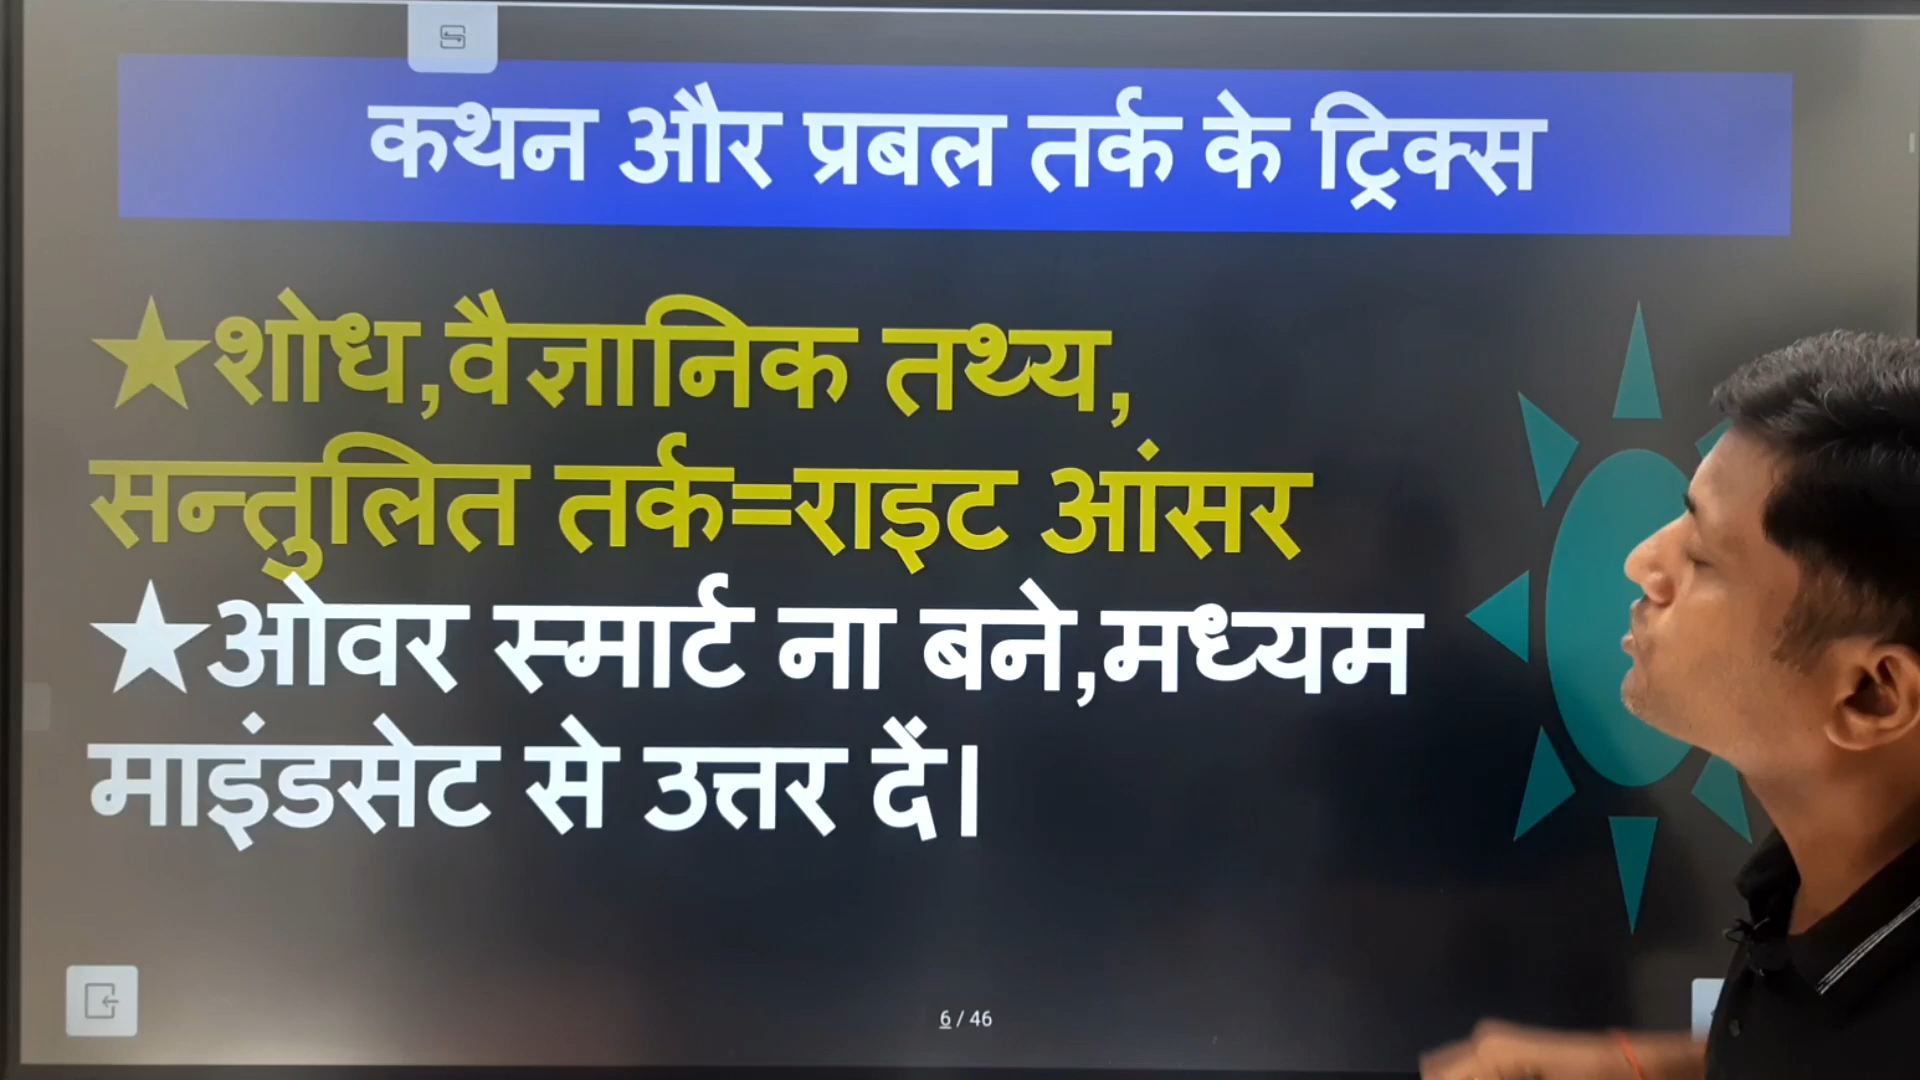 कथन और प्रबल तर्क के ट्रिक्स
★शोध,वैज्ञानिक तथ्य,
सन्तुलित तर्क=राइट आंसर
★ओवर स्मार्ट ना बने,मध्यम
माइंडसेट से उत्तर दें।
6 / 46